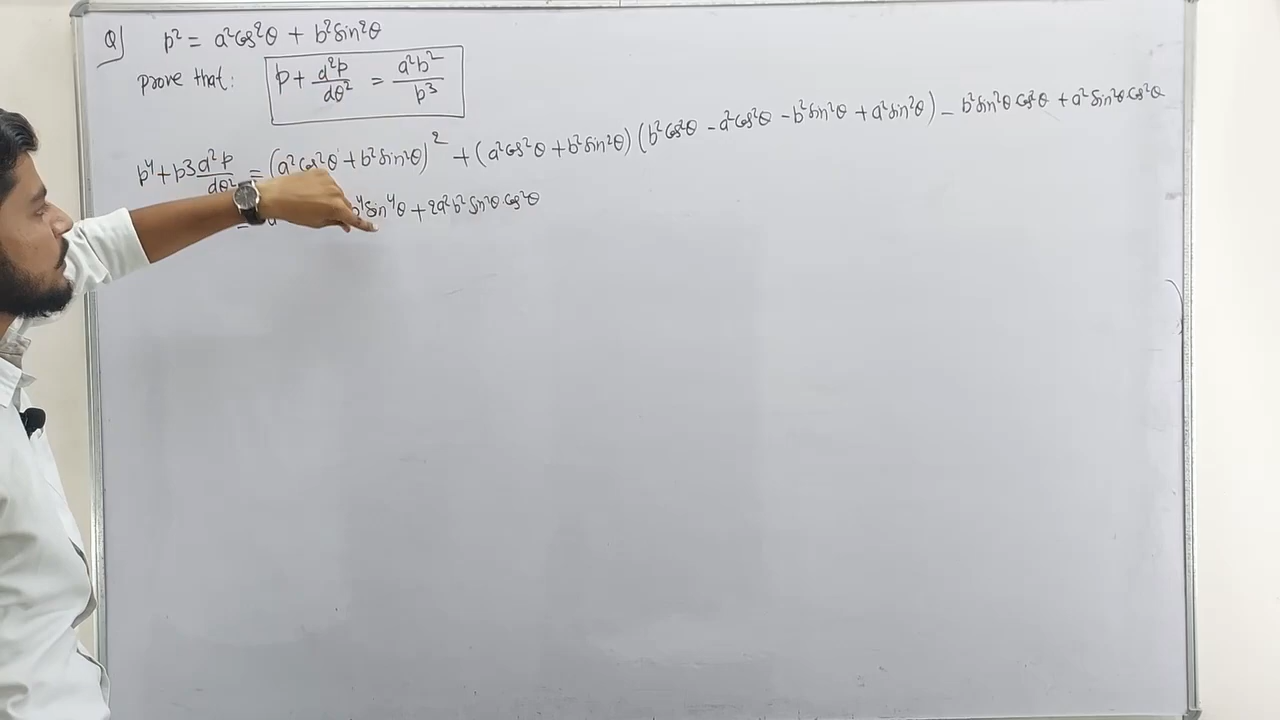 Q) p² = a²cos²θ + b²sin²θ
Prove that: p + d²p/dθ² = a²b²/p³
p⁴ + p3 d²p/dθ² = (a²cos²θ + b²sin²θ)² + (a²cos²θ + b²sin²θ) (b²cos²θ - a²cos²θ - b²sin²θ + a²sin²θ) - b²sin²θ cos²θ + a²sin²θ cos²θ
= b⁴sin⁴θ + 2a²b² sin²θ·cos²θ